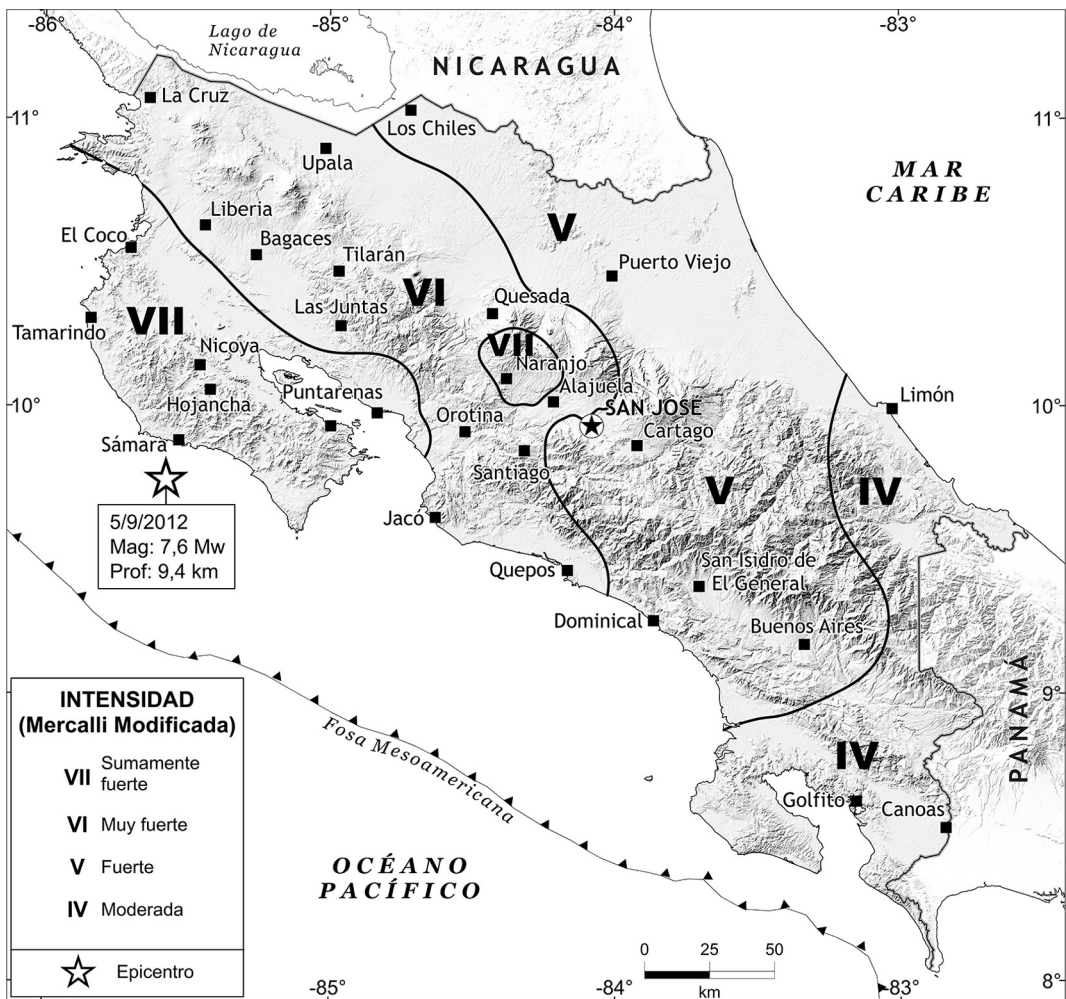 -86°
-85°
-84°
-83°
Lago de
Nicaragua
NICARAGUA
La Cruz
11°
Los Chiles
11°
Upala
MAR
CARIBE
Liberia
El Coco
Bagaces
V
Tilarán
Puerto Viejo
VI
Quesada
Las Juntas
Tamarindo
VII
VII
Nicoya
Naranjo
Alajuela
Hojancha
Puntarenas
Limón
10°
Orotina
SAN JOSÉ
10°
Cartago
Sámara
Santiago
V
IV
5/9/2012
Mag: 7,6 Mw
Prof: 9,4 km
Jacó
Quepos
San Isidro de
El General
Dominical
Buenos Aires
INTENSIDAD
(Mercalli Modificada)
VII Sumamente
fuerte
VI Muy fuerte
V Fuerte
IV Moderada
Epicentro
Fosa Mesoamericana
9°
PANAMÁ
IV
Golfito
Canoas
OCÉANO
PACÍFICO
0 25 50
km
-85°
-84°
-83°
8°